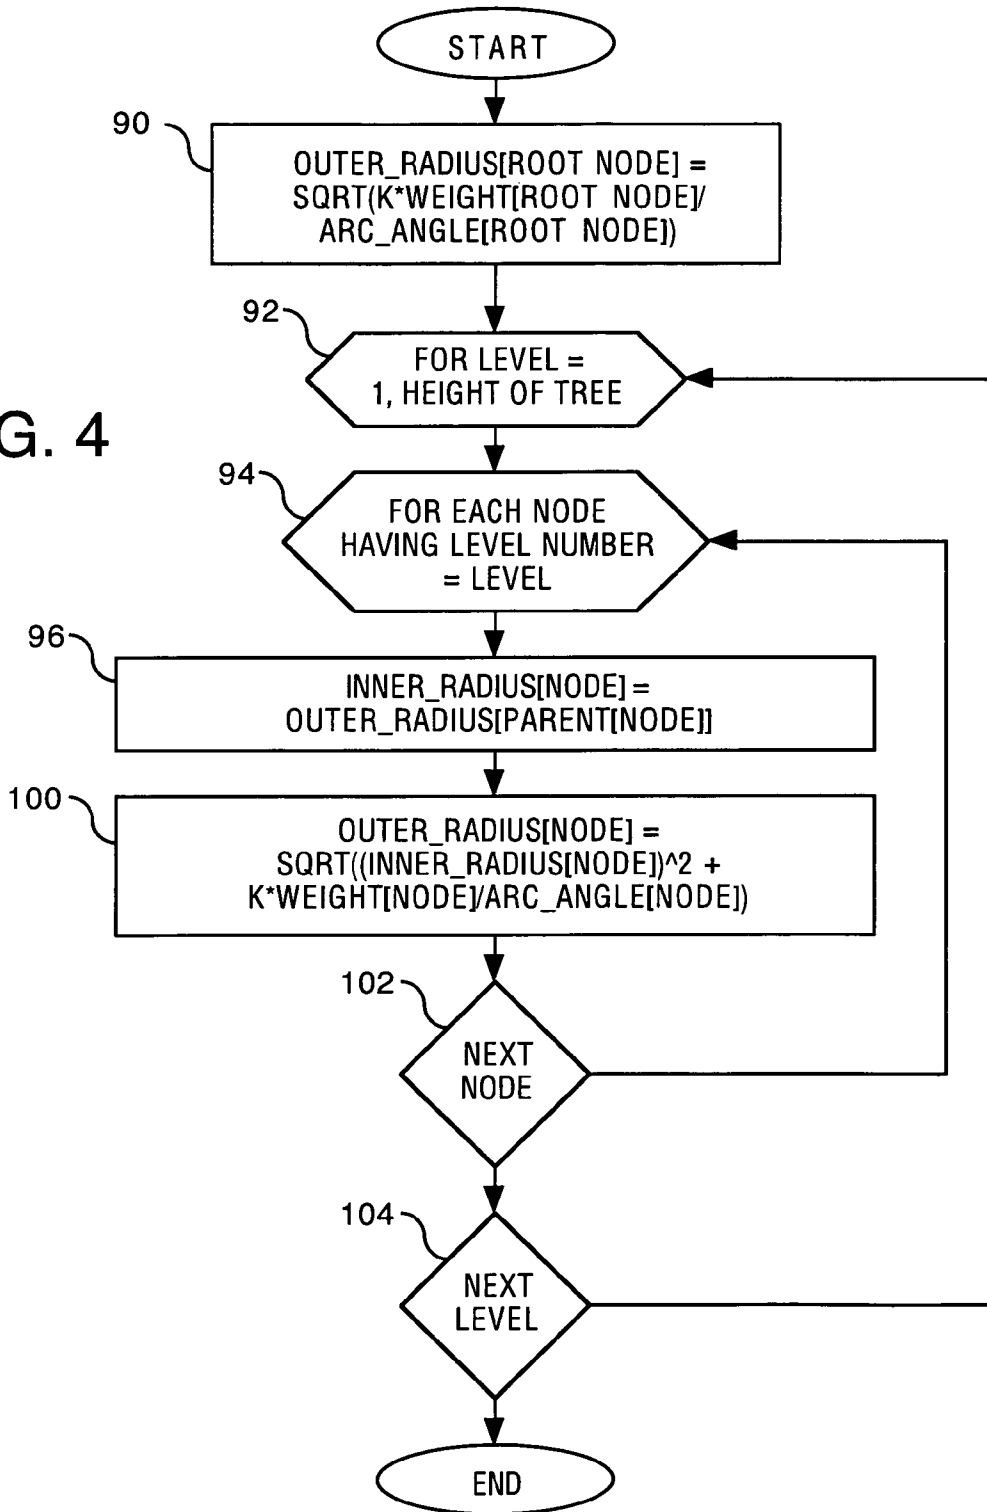 START
90
OUTER_RADIUS[ROOT NODE] =
SQRT(K*WEIGHT[ROOT NODE]/
ARC_ANGLE[ROOT NODE])
92
FOR LEVEL =
1, HEIGHT OF TREE
G. 4
94
FOR EACH NODE
HAVING LEVEL NUMBER
= LEVEL
96
INNER_RADIUS[NODE] =
OUTER_RADIUS[PARENT[NODE]]
100
OUTER_RADIUS[NODE] =
SQRT((INNER_RADIUS[NODE])^2 +
K*WEIGHT[NODE]/ARC_ANGLE[NODE])
102
NEXT
NODE
104
NEXT
LEVEL
END